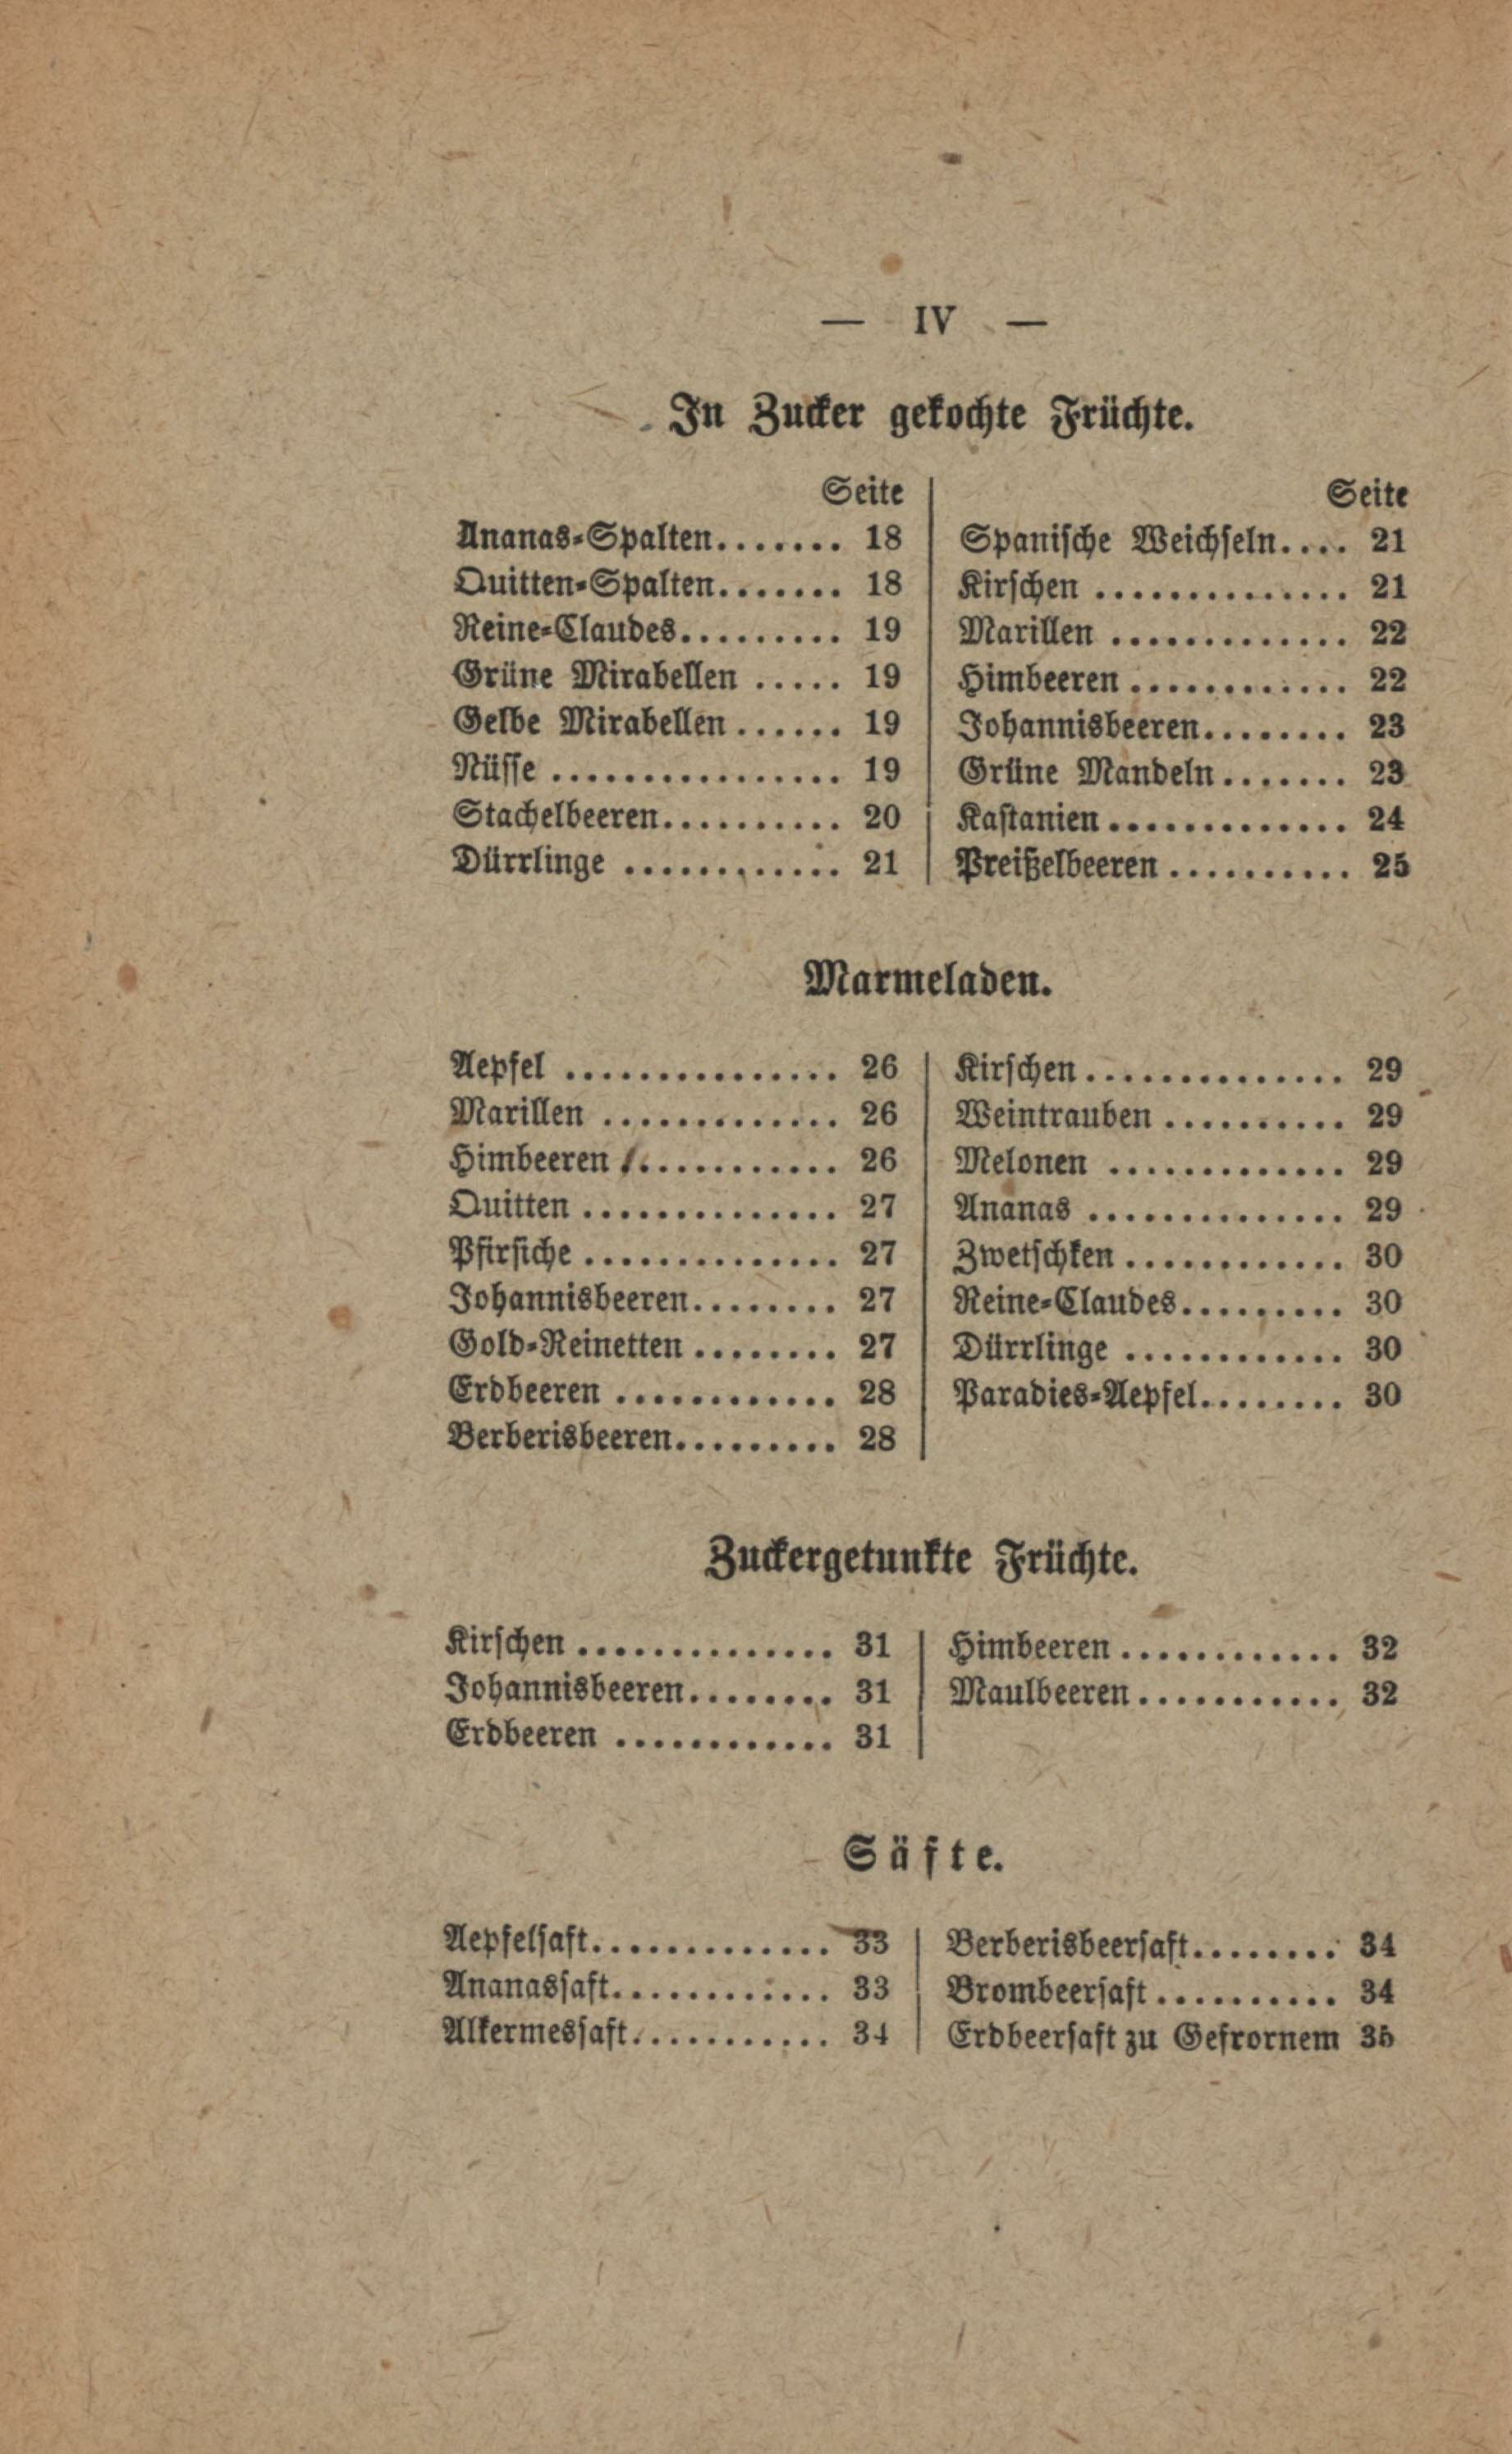 — IV —
In Zucker gekochte Früchte.
Seite
Ananas-Spalten....... 18
Quitten-Spalten....... 18
Reine-Claudes......... 19
Grüne Mirabellen ..... 19
Gelbe Mirabellen ...... 19
Nüsse ................ 19
Stachelbeeren.......... 20
Dürrlinge ............ 21
Seite
Spanische Weichseln.... 21
Kirschen .............. 21
Marillen ............. 22
Himbeeren ............ 22
Johannisbeeren........ 23
Grüne Mandeln....... 23
Kastanien ............. 24
Preißelbeeren .......... 25
Marmeladen.
Aepfel ............... 26
Marillen ............. 26
Himbeeren ............ 26
Quitten .............. 27
Pfirsiche .............. 27
Johannisbeeren........ 27
Gold-Reinetten ........ 27
Erdbeeren ............ 28
Berberisbeeren......... 28
Kirschen .............. 29
Weintrauben .......... 29
Melonen ............. 29
Ananas .............. 29
Zwetschken ............ 30
Reine-Claudes......... 30
Dürrlinge ............ 30
Paradies-Aepfel........ 30
Zuckergetunkte Früchte.
Kirschen .............. 31
Johannisbeeren........ 31
Erdbeeren ............ 31
Himbeeren ............ 32
Maulbeeren ........... 32
Säfte.
Aepfelsaft............. 33
Ananassaft............ 33
Alkermessaft........... 34
Berberisbeersaft........ 34
Brombeersaft .......... 34
Erdbeersaft zu Gefrornem 35